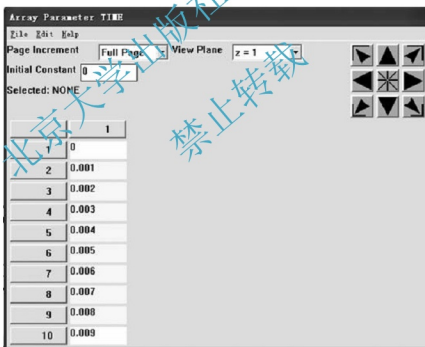 Array Parameter TIME
File Edit Help
Page Increment Full Page View Plane z = 1
Initial Constant 0
Selected: NONE
1
1 0
2 0.001
3 0.002
4 0.003
5 0.004
6 0.005
7 0.006
8 0.007
9 0.008
10 0.009
北京大学出版社
禁止转载